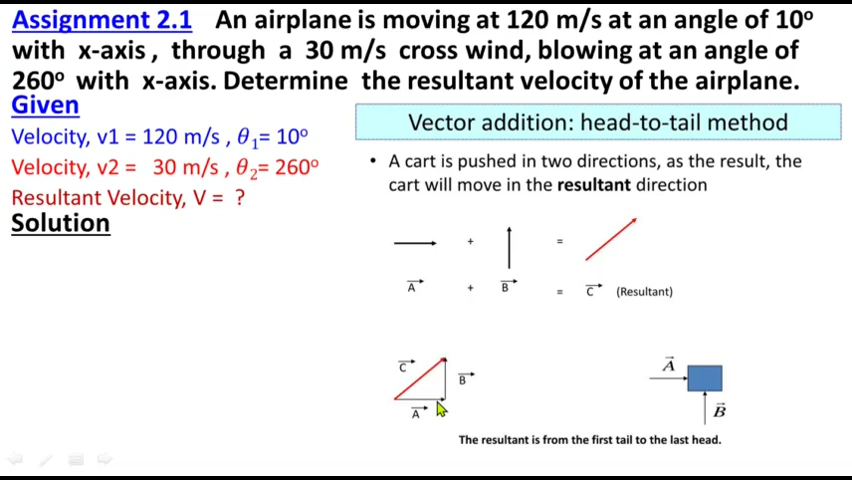 Assignment 2.1 An airplane is moving at 120 m/s at an angle of 10º
with x-axis , through a 30 m/s cross wind, blowing at an angle of
260º with x-axis. Determine the resultant velocity of the airplane.
Given
Velocity, v1 = 120 m/s , θ₁= 10º
Velocity, v2 = 30 m/s , θ₂= 260º
Resultant Velocity, V = ?
Solution
Vector addition: head-to-tail method
• A cart is pushed in two directions, as the result, the
cart will move in the resultant direction
+ =
A + B = C (Resultant)
C
B
A
A
B
The resultant is from the first tail to the last head.